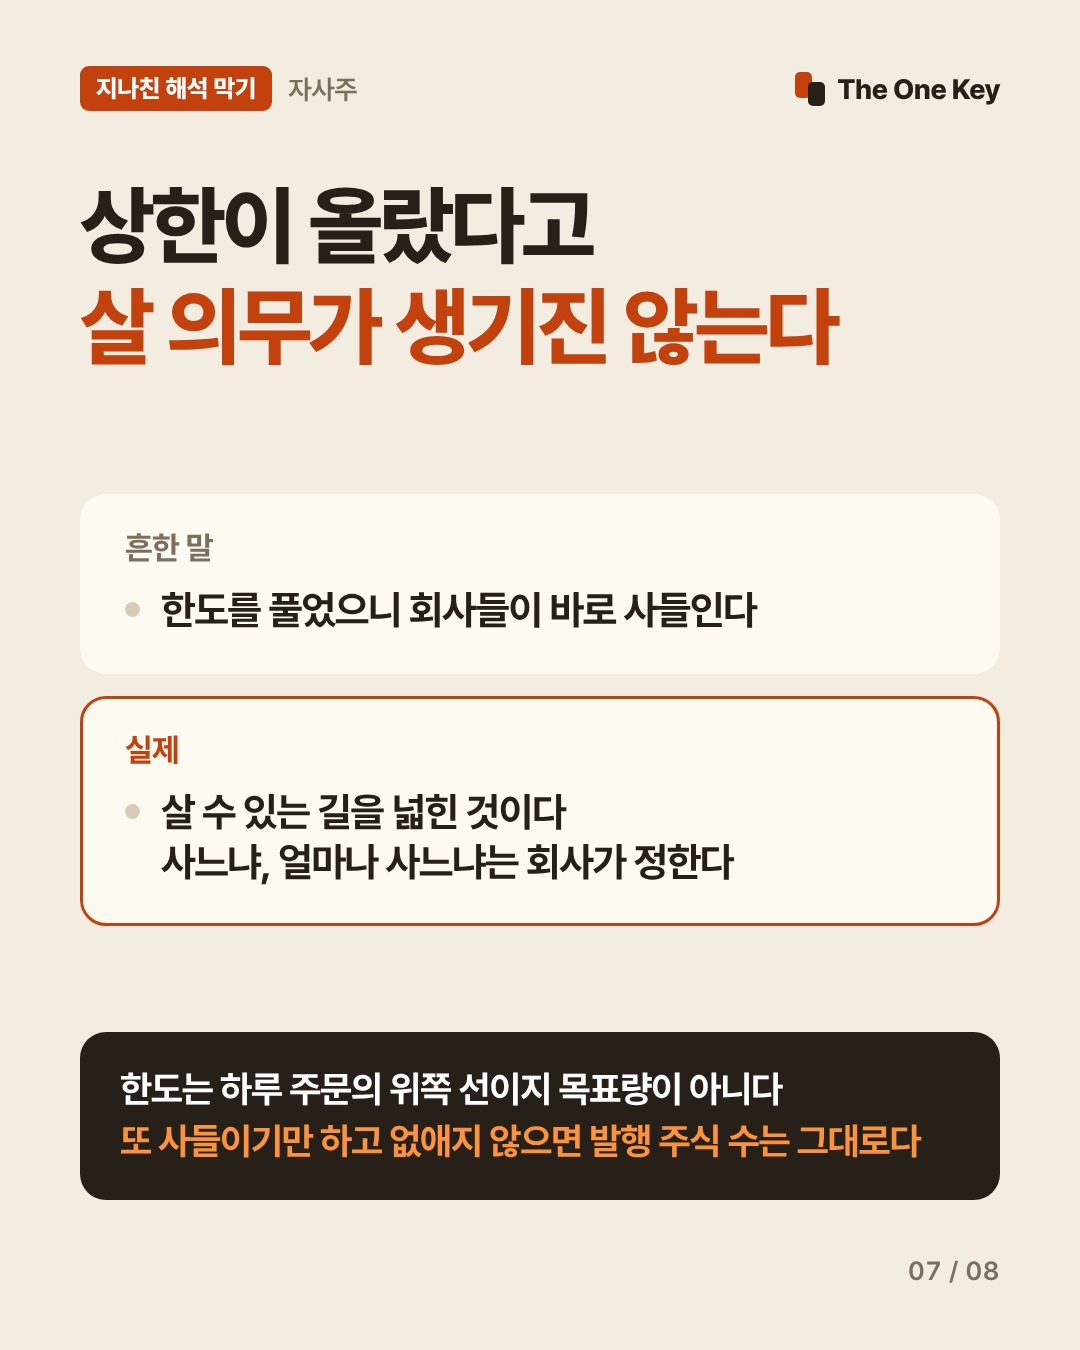 지나친 해석 막기 자사주
The One Key
상한이 올랐다고
살 의무가 생기진 않는다
흔한 말
한도를 풀었으니 회사들이 바로 사들인다
실제
살 수 있는 길을 넓힌 것이다
사느냐, 얼마나 사느냐는 회사가 정한다
한도는 하루 주문의 위쪽 선이지 목표량이 아니다
또 사들이기만 하고 없애지 않으면 발행 주식 수는 그대로다
07 / 08